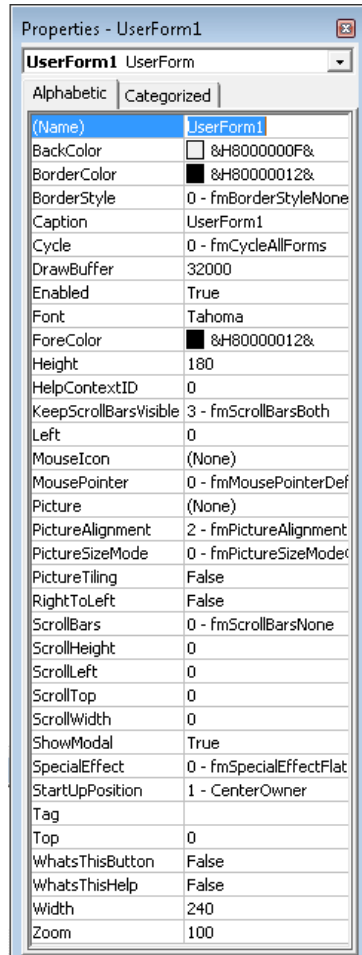 Properties - UserForm1
UserForm1 UserForm
Alphabetic Categorized
(Name) UserForm1
BackColor &H8000000F&
BorderColor &H80000012&
BorderStyle 0 - fmBorderStyleNone
Caption UserForm1
Cycle 0 - fmCycleAllForms
DrawBuffer 32000
Enabled True
Font Tahoma
ForeColor &H80000012&
Height 180
HelpContextID 0
KeepScrollBarsVisible 3 - fmScrollBarsBoth
Left 0
MouseIcon (None)
MousePointer 0 - fmMousePointerDef
Picture (None)
PictureAlignment 2 - fmPictureAlignment
PictureSizeMode 0 - fmPictureSizeMode
PictureTiling False
RightToLeft False
ScrollBars 0 - fmScrollBarsNone
ScrollHeight 0
ScrollLeft 0
ScrollTop 0
ScrollWidth 0
ShowModal True
SpecialEffect 0 - fmSpecialEffectFlat
StartUpPosition 1 - CenterOwner
Tag
Top 0
WhatsThisButton False
WhatsThisHelp False
Width 240
Zoom 100